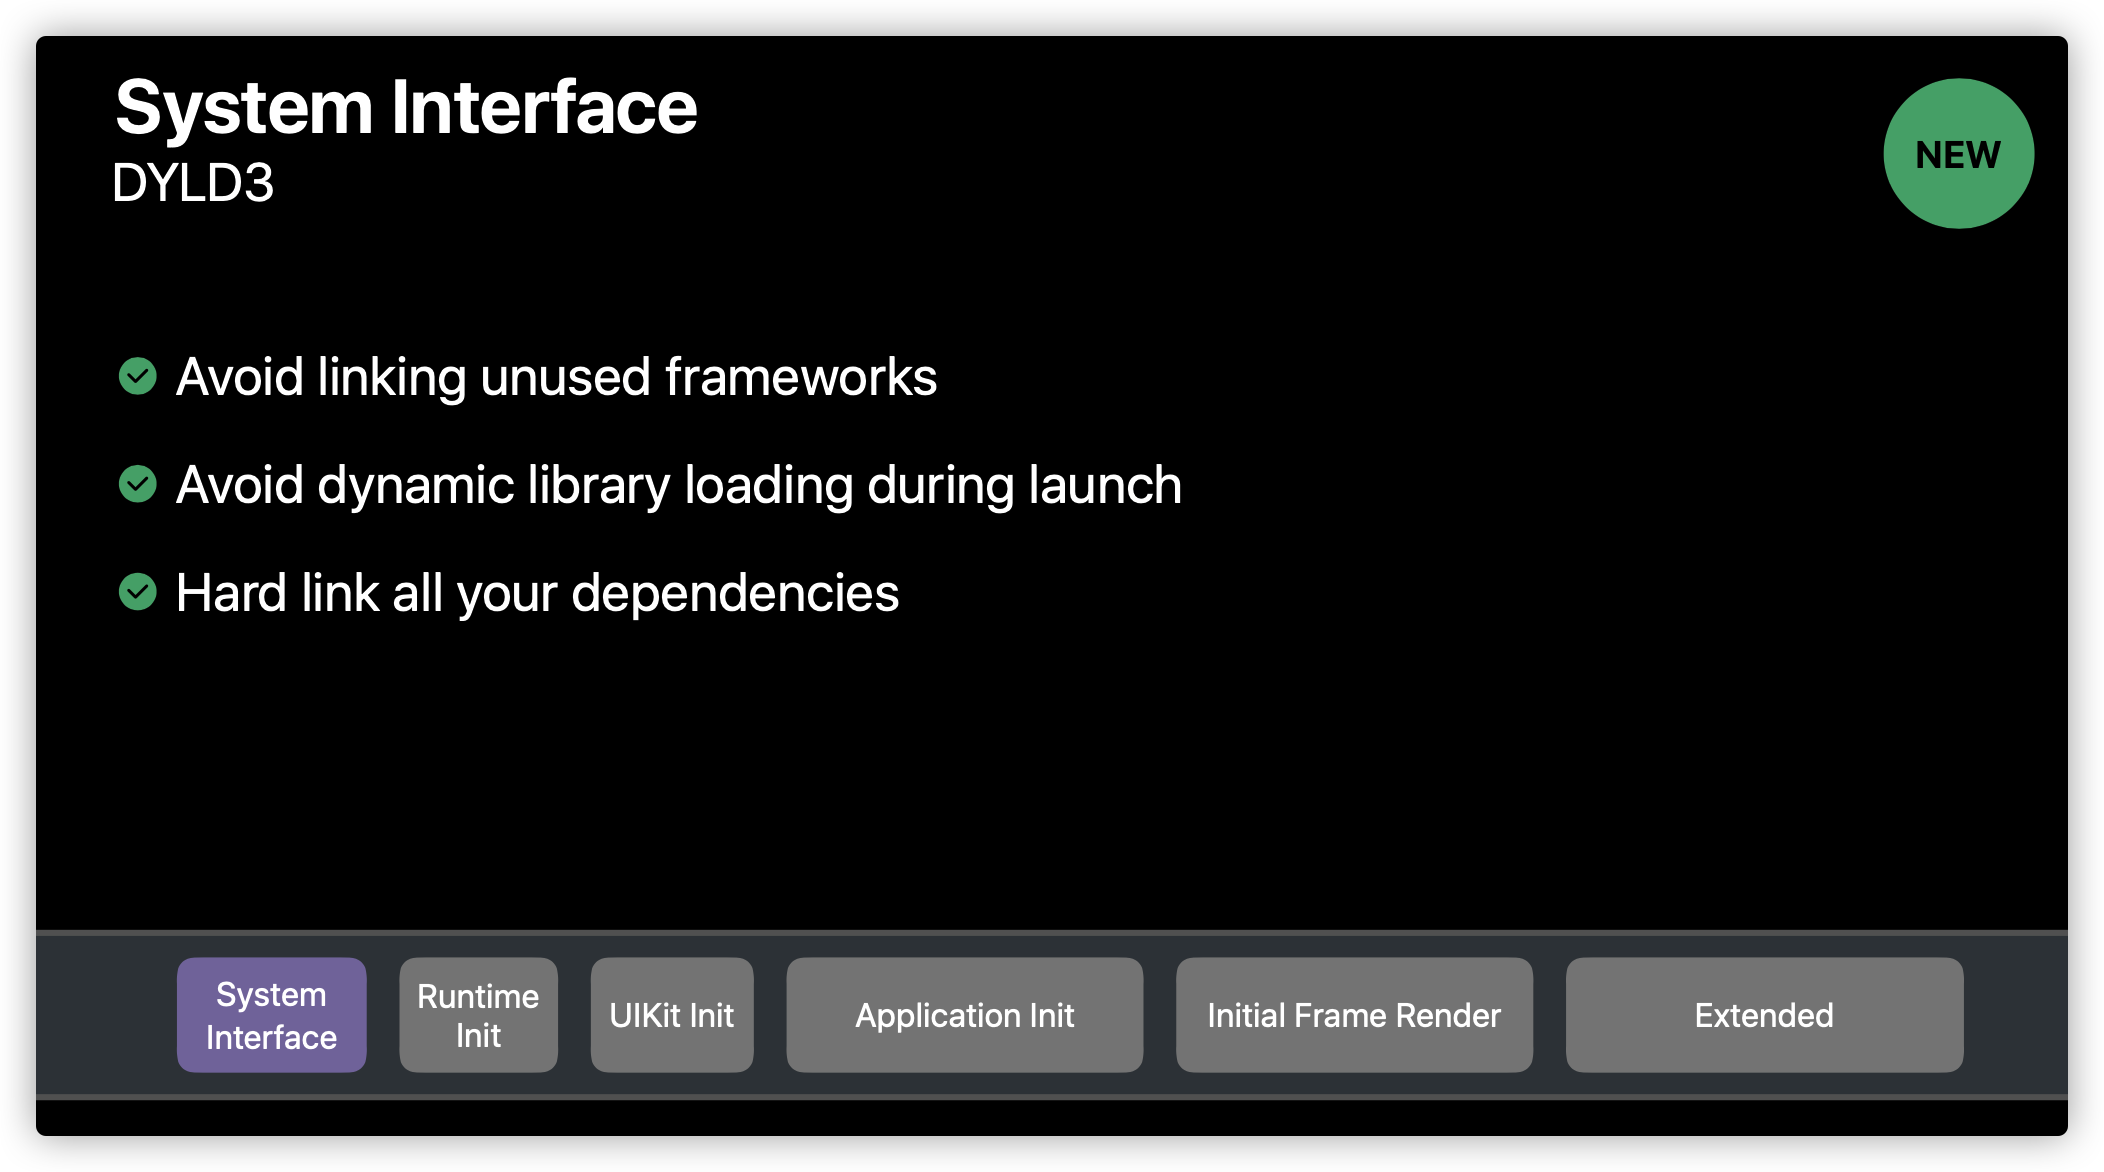 System Interface
DYLD3
NEW
Avoid linking unused frameworks
Avoid dynamic library loading during launch
Hard link all your dependencies
System
Interface
Runtime
Init
UIKit Init
Application Init
Initial Frame Render
Extended